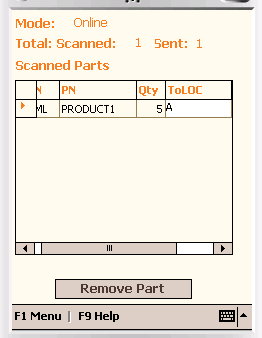 Mode: Online
Total: Scanned: 1 Sent: 1
Scanned Parts
PN Qty ToLOC
ML PRODUCT1 5 A
Remove Part
F1 Menu | F9 Help